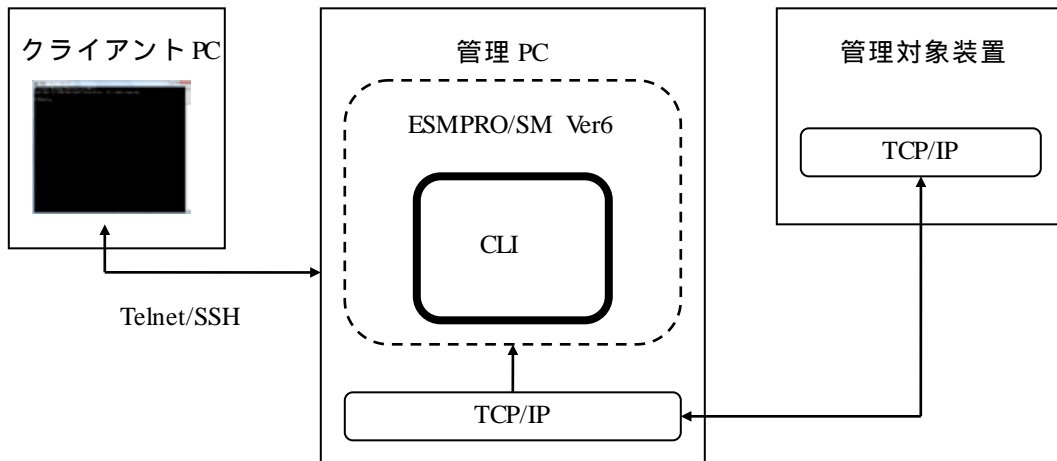 クライアント PC
Telnet/SSH
管理 PC
ESMPRO/SM Ver6
CLI
TCP/IP
管理対象装置
TCP/IP